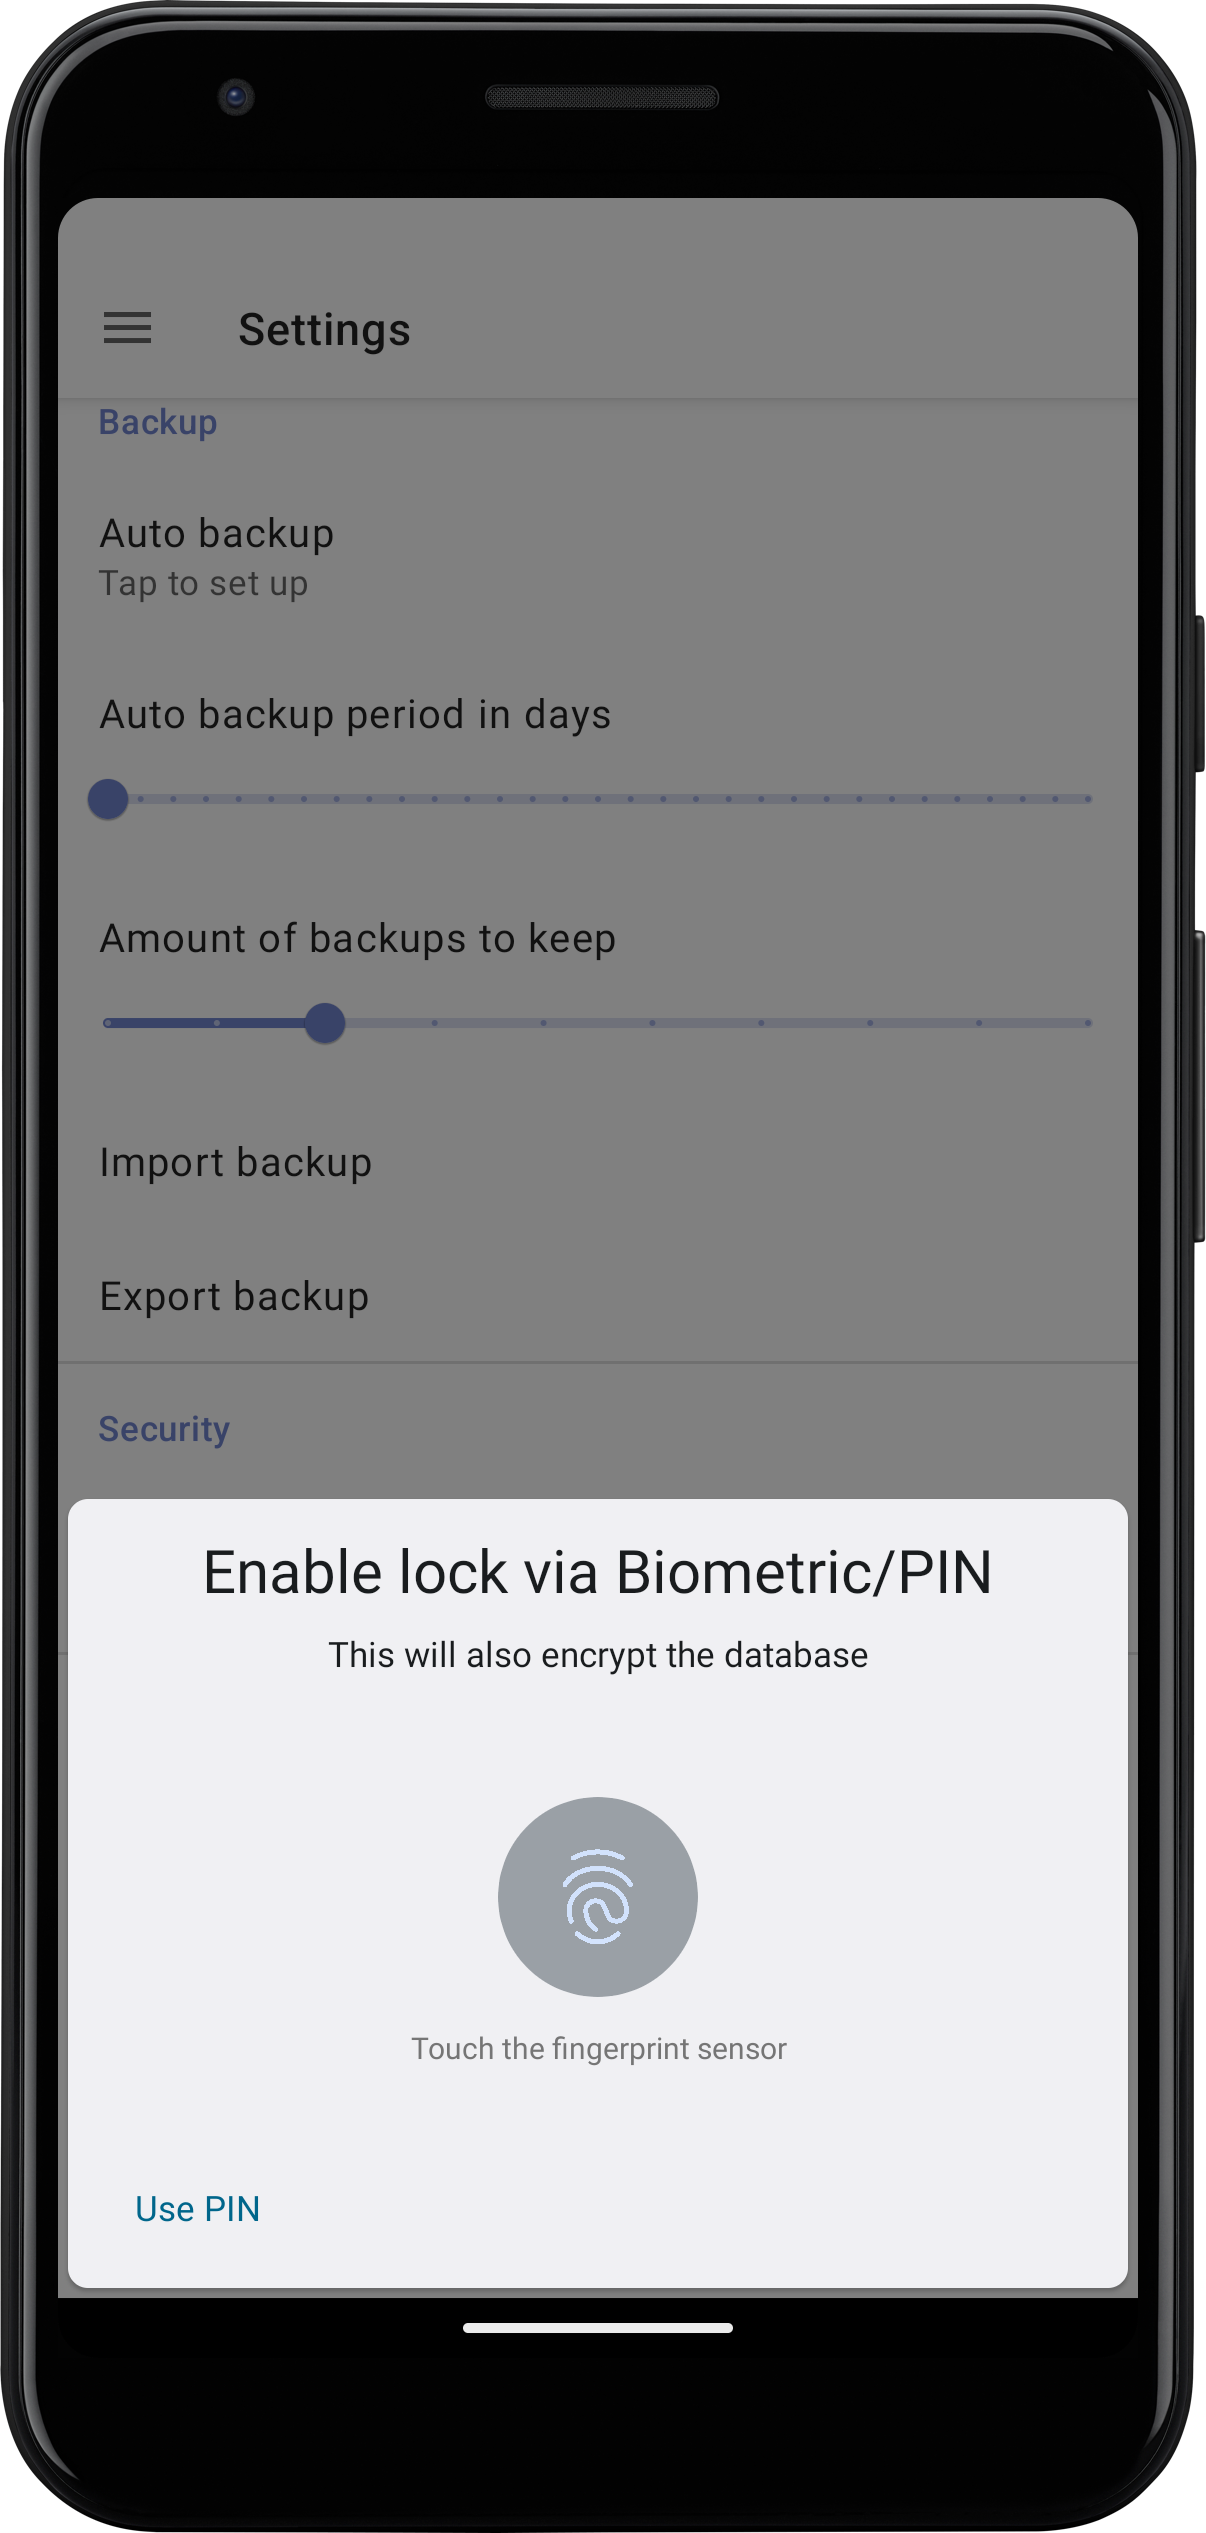 Settings
Backup
Auto backup
Tap to set up
Auto backup period in days
Amount of backups to keep
Import backup
Export backup
Security
Enable lock via Biometric/PIN
This will also encrypt the database
Touch the fingerprint sensor
Use PIN